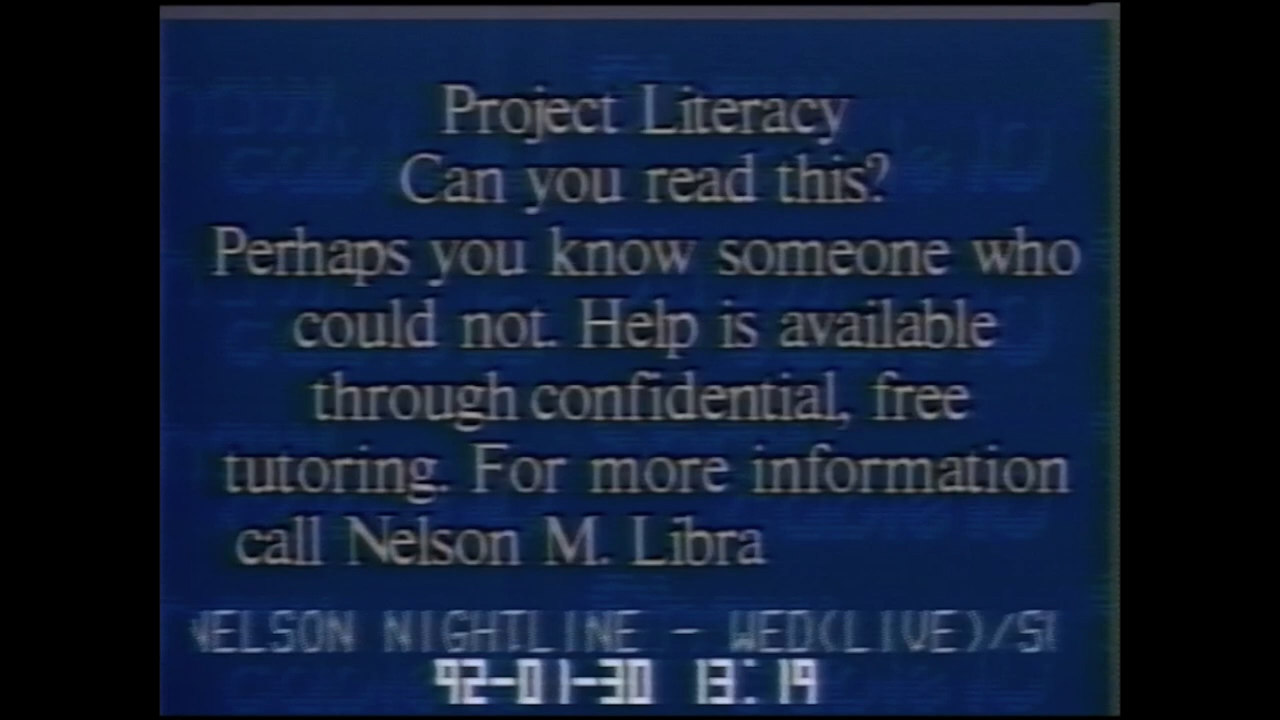 Project Literacy
Can you read this?
Perhaps you know someone who
could not. Help is available
through confidential, free
tutoring. For more information
call Nelson M. Libra
NELSON NIGHTLINE - WED(LIVE)/S
92-01-30 13:19